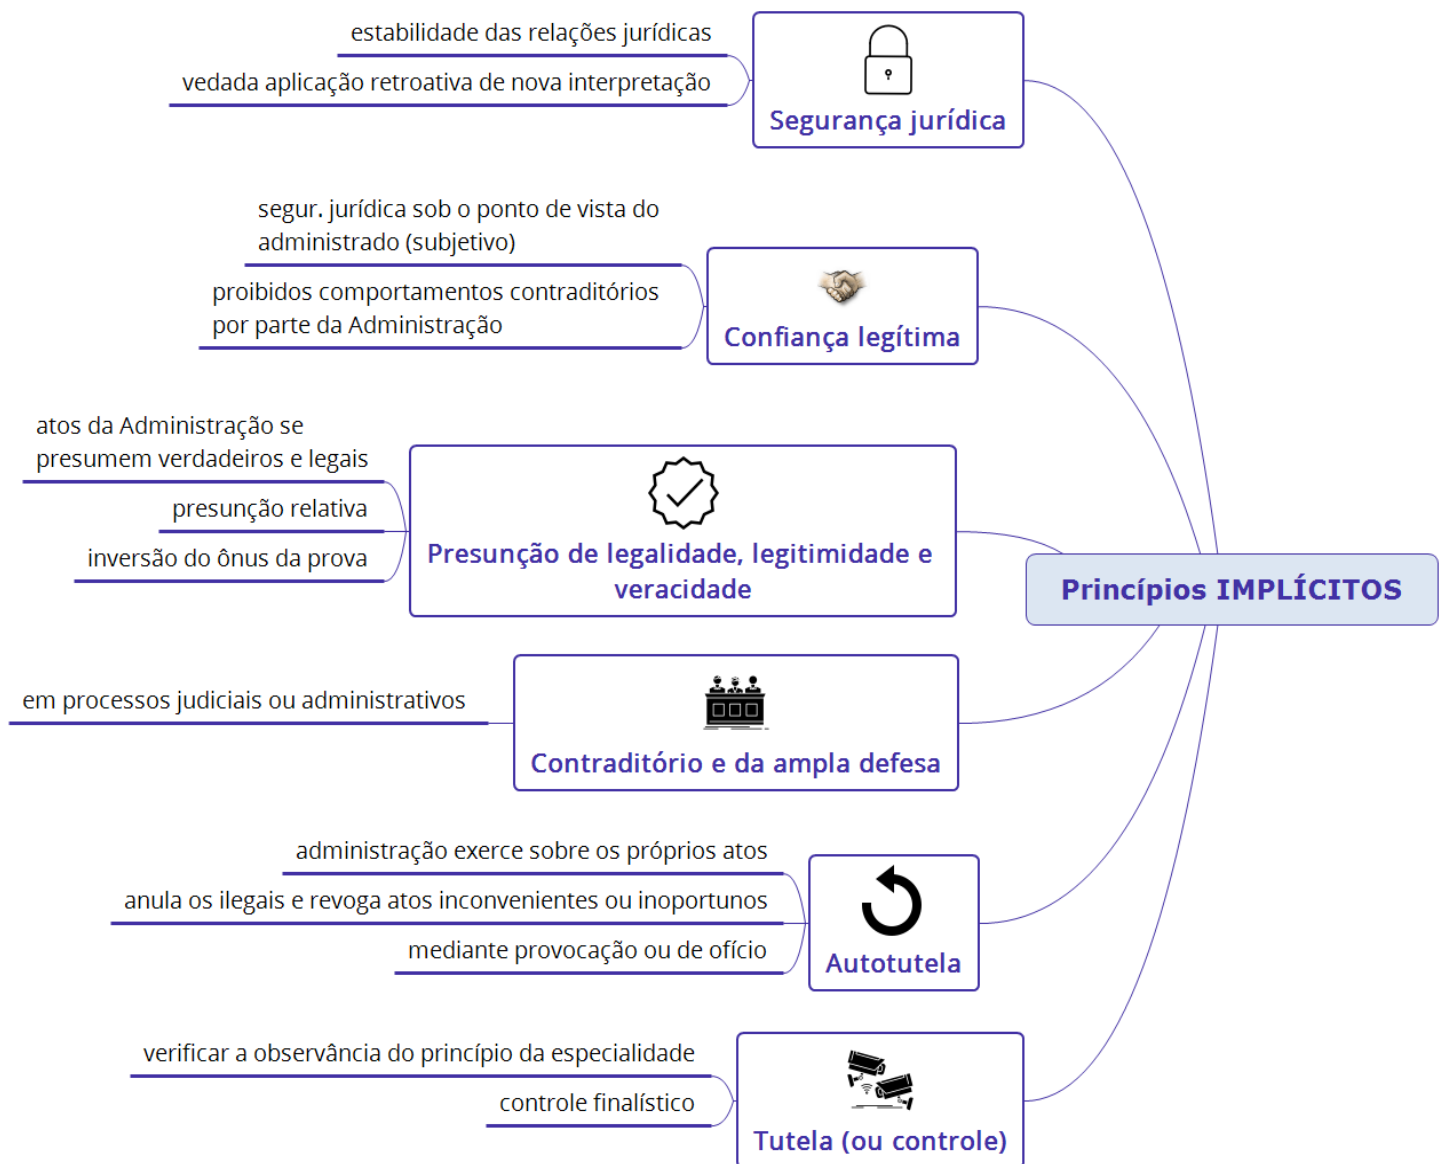 estabilidade das relações jurídicas
vedada aplicação retroativa de nova interpretação
Segurança jurídica
segur. jurídica sob o ponto de vista do
administrado (subjetivo)
proibidos comportamentos contraditórios
por parte da Administração
Confiança legítima
atos da Administração se
presumem verdadeiros e legais
presunção relativa
inversão do ônus da prova
Presunção de legalidade, legitimidade e
veracidade
Princípios IMPLÍCITOS
em processos judiciais ou administrativos
Contraditório e da ampla defesa
administração exerce sobre os próprios atos
anula os ilegais e revoga atos inconvenientes ou inoportunos
mediante provocação ou de ofício
Autotutela
verificar a observância do princípio da especialidade
controle finalístico
Tutela (ou controle)